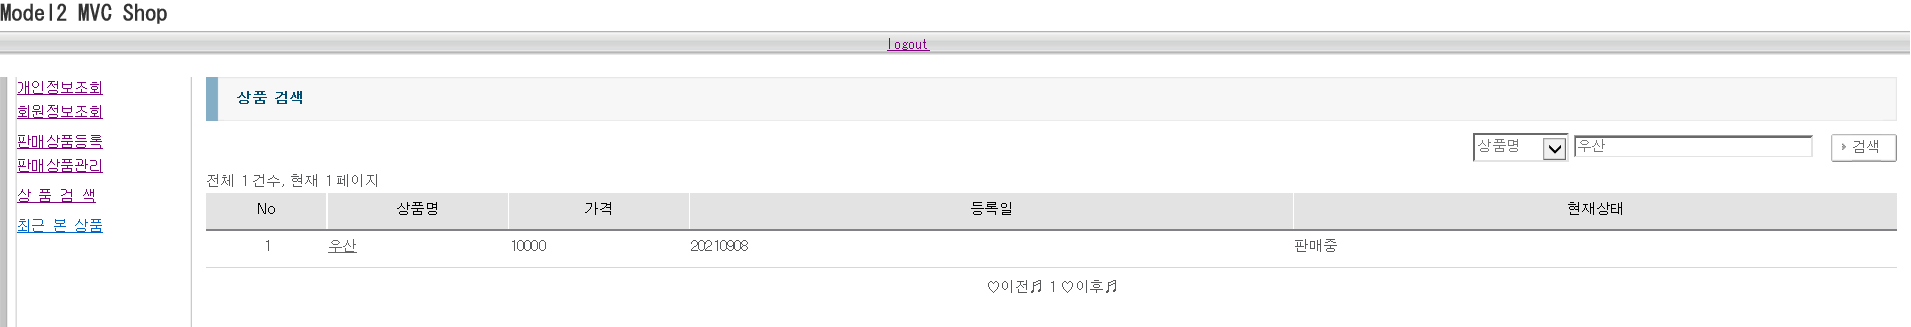 Model2 MVC Shop
logout
개인정보조회
회원정보조회
판매상품등록
판매상품관리
상 품 검 색
최근 본 상품
상품 검색
상품명 우산 검색
전체 1 건수, 현재 1 페이지
No 상품명 가격 등록일 현재상태
1 우산 10000 20210908 판매중
♡이전♬ 1 ♡이후♬